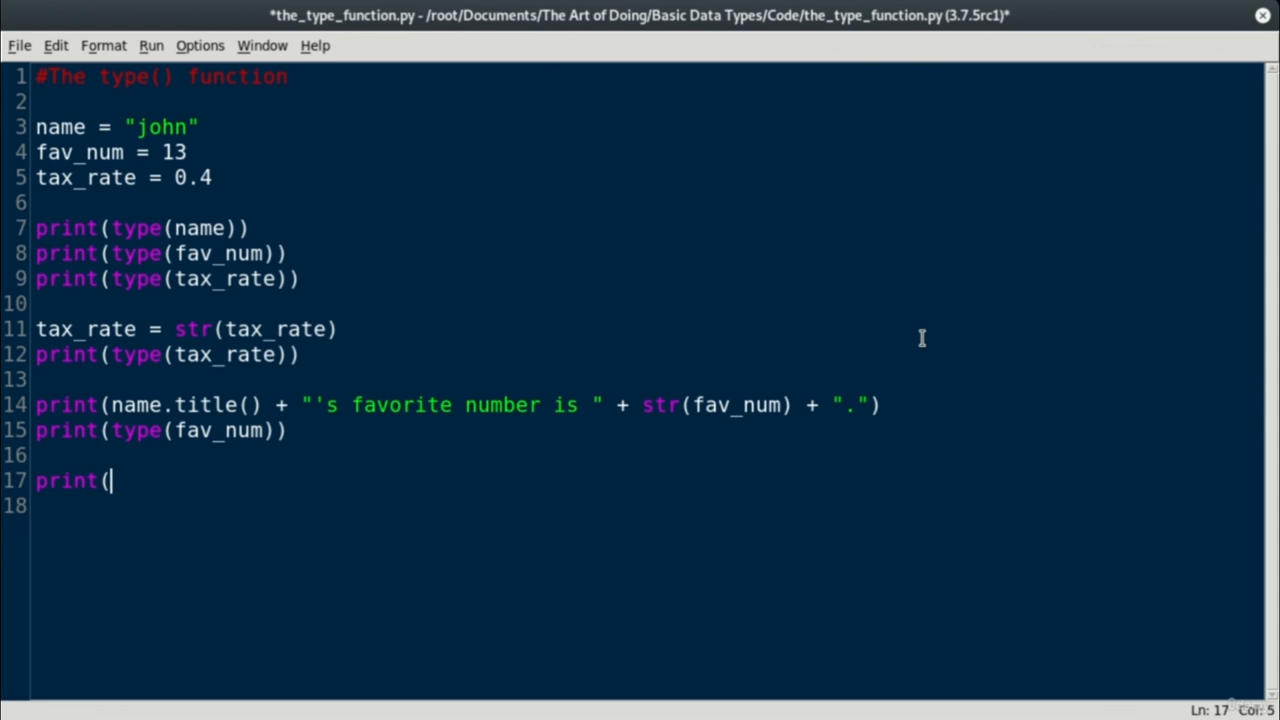 *the_type_function.py - /root/Documents/The Art of Doing/Basic Data Types/Code/the_type_function.py (3.7.5rc1)*
File Edit Format Run Options Window Help
1 #The type() function
2
3 name = "john"
4 fav_num = 13
5 tax_rate = 0.4
6
7 print(type(name))
8 print(type(fav_num))
9 print(type(tax_rate))
10
11 tax_rate = str(tax_rate)
12 print(type(tax_rate))
13
14 print(name.title() + "'s favorite number is " + str(fav_num) + ".")
15 print(type(fav_num))
16
17 print(
18
Ln: 17 Col: 5